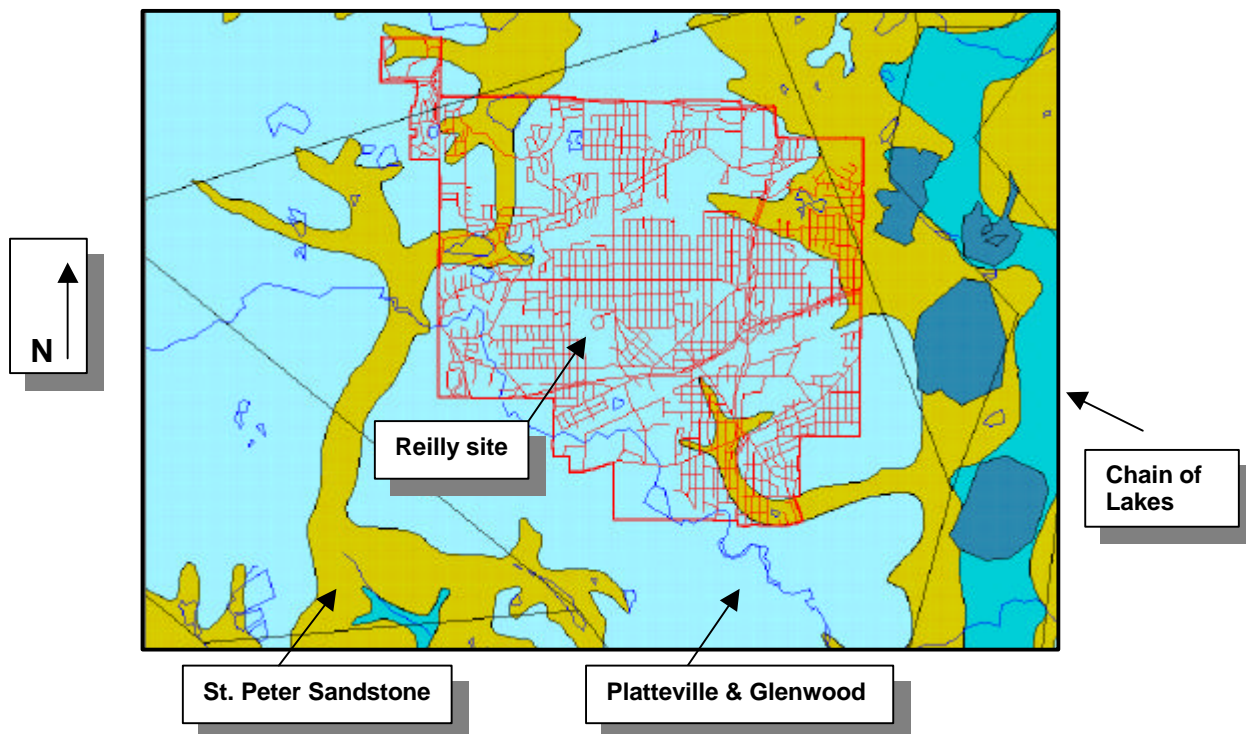 N
Reilly site
Chain of
Lakes
St. Peter Sandstone
Platteville & Glenwood